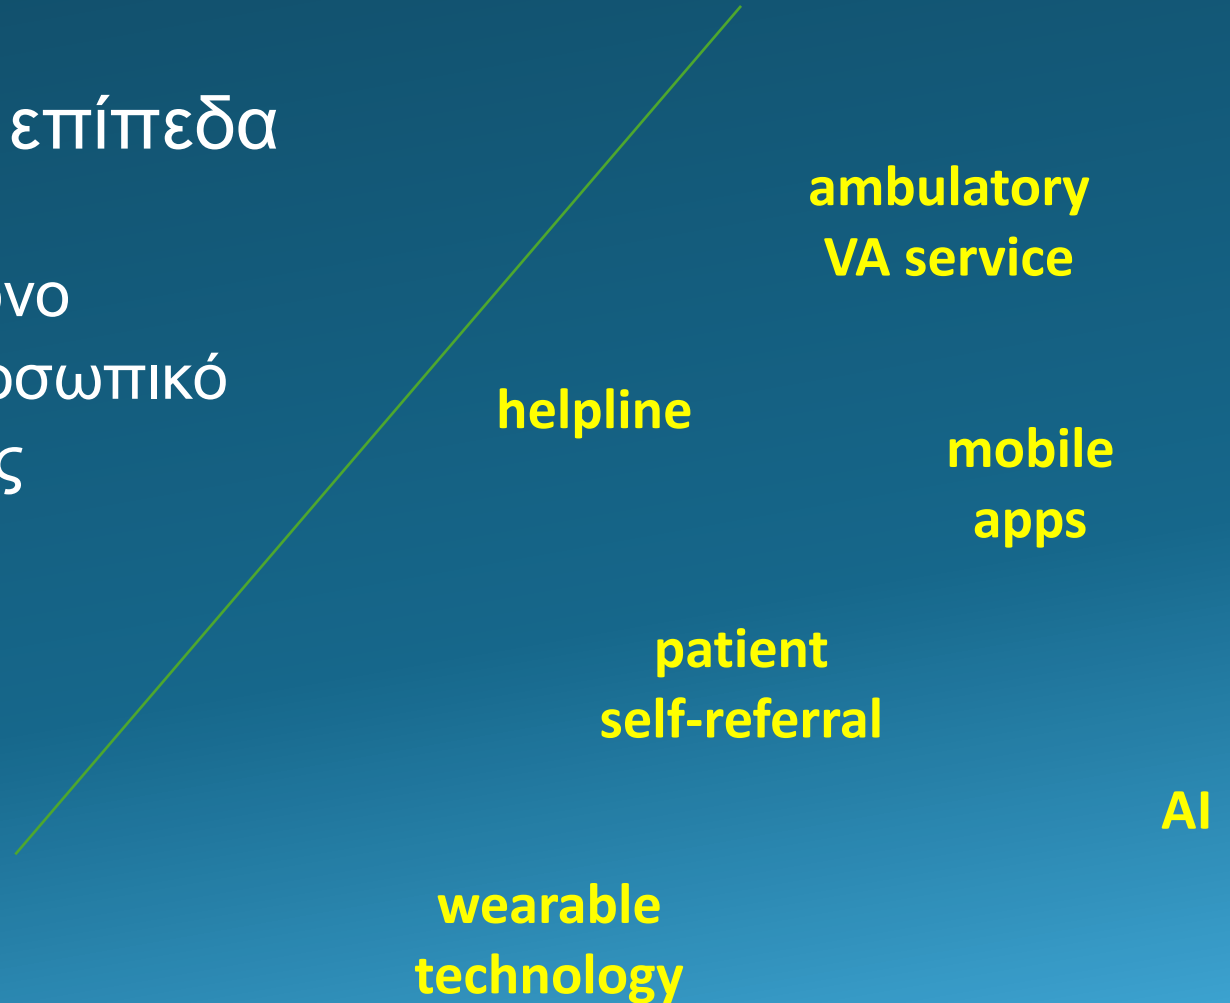 επίπεδα
ambulatory
VA service
helpline
mobile
apps
patient
self-referral
AI
wearable
technology